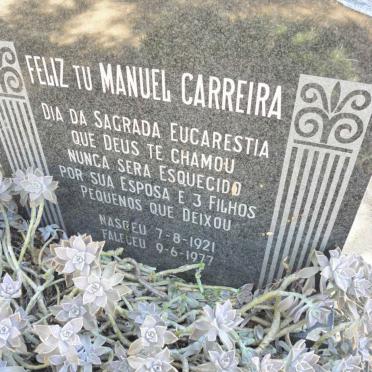 FELIZ TU MANUEL CARREIRA
DIA DA SAGRADA EUCARESTIA
QUE DEUS TE CHAMOU
NUNCA SERA ESQUECIDO
POR SUA ESPOSA E 3 FILHOS
PEQUENOS QUE DEIXOU
NASCEU 7-8-1921
FALECEU 9-6-1977